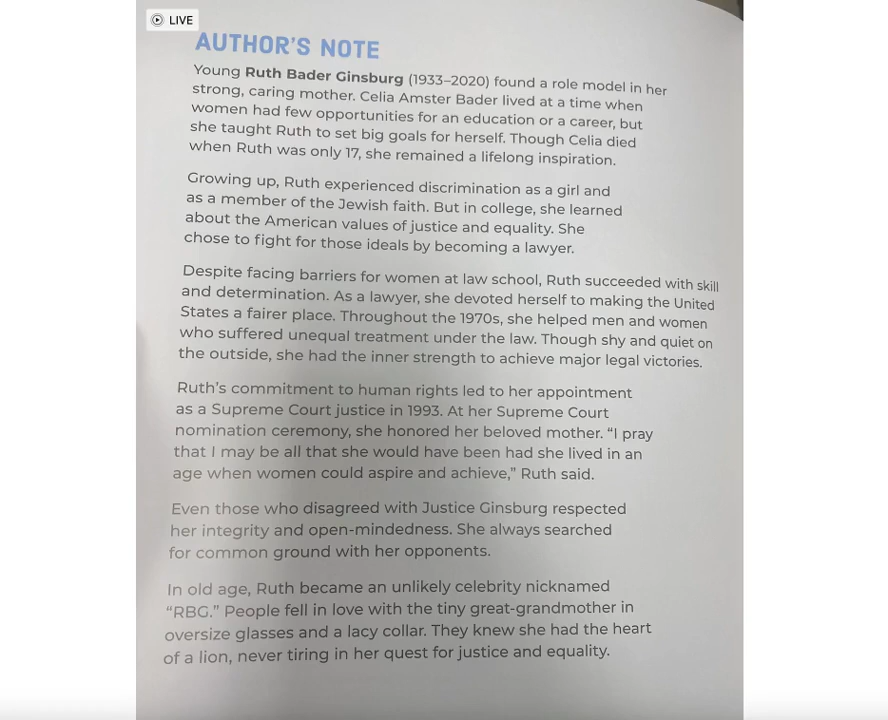 LIVE
AUTHOR'S NOTE
Young Ruth Bader Ginsburg (1933–2020) found a role model in her
strong, caring mother. Celia Amster Bader lived at a time when
women had few opportunities for an education or a career, but
she taught Ruth to set big goals for herself. Though Celia died
when Ruth was only 17, she remained a lifelong inspiration.
Growing up, Ruth experienced discrimination as a girl and
as a member of the Jewish faith. But in college, she learned
about the American values of justice and equality. She
chose to fight for those ideals by becoming a lawyer.
Despite facing barriers for women at law school, Ruth succeeded with skill
and determination. As a lawyer, she devoted herself to making the United
States a fairer place. Throughout the 1970s, she helped men and women
who suffered unequal treatment under the law. Though shy and quiet on
the outside, she had the inner strength to achieve major legal victories.
Ruth's commitment to human rights led to her appointment
as a Supreme Court justice in 1993. At her Supreme Court
nomination ceremony, she honored her beloved mother. “I pray
that I may be all that she would have been had she lived in an
age when women could aspire and achieve,” Ruth said.
Even those who disagreed with Justice Ginsburg respected
her integrity and open-mindedness. She always searched
for common ground with her opponents.
In old age, Ruth became an unlikely celebrity nicknamed
“RBG.” People fell in love with the tiny great-grandmother in
oversize glasses and a lacy collar. They knew she had the heart
of a lion, never tiring in her quest for justice and equality.